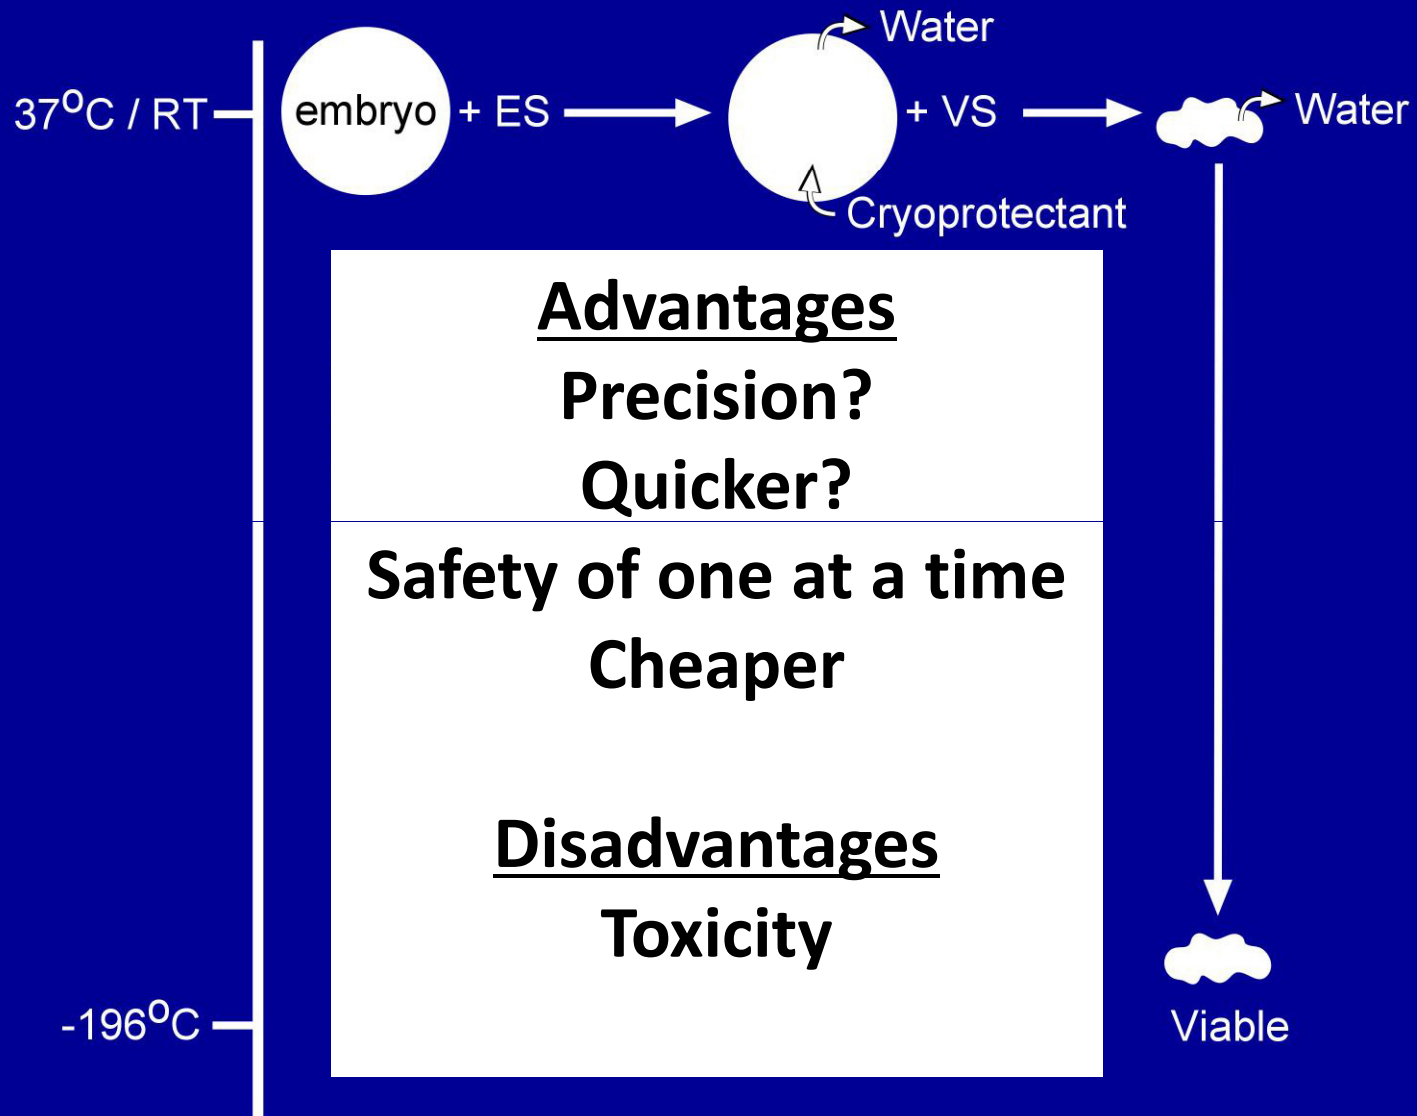 Water
37°C / RT
embryo
+ ES
+ VS
Water
Cryoprotectant
Advantages
Precision?
Quicker?
Safety of one at a time
Cheaper
Disadvantages
Toxicity
-196°C
Viable